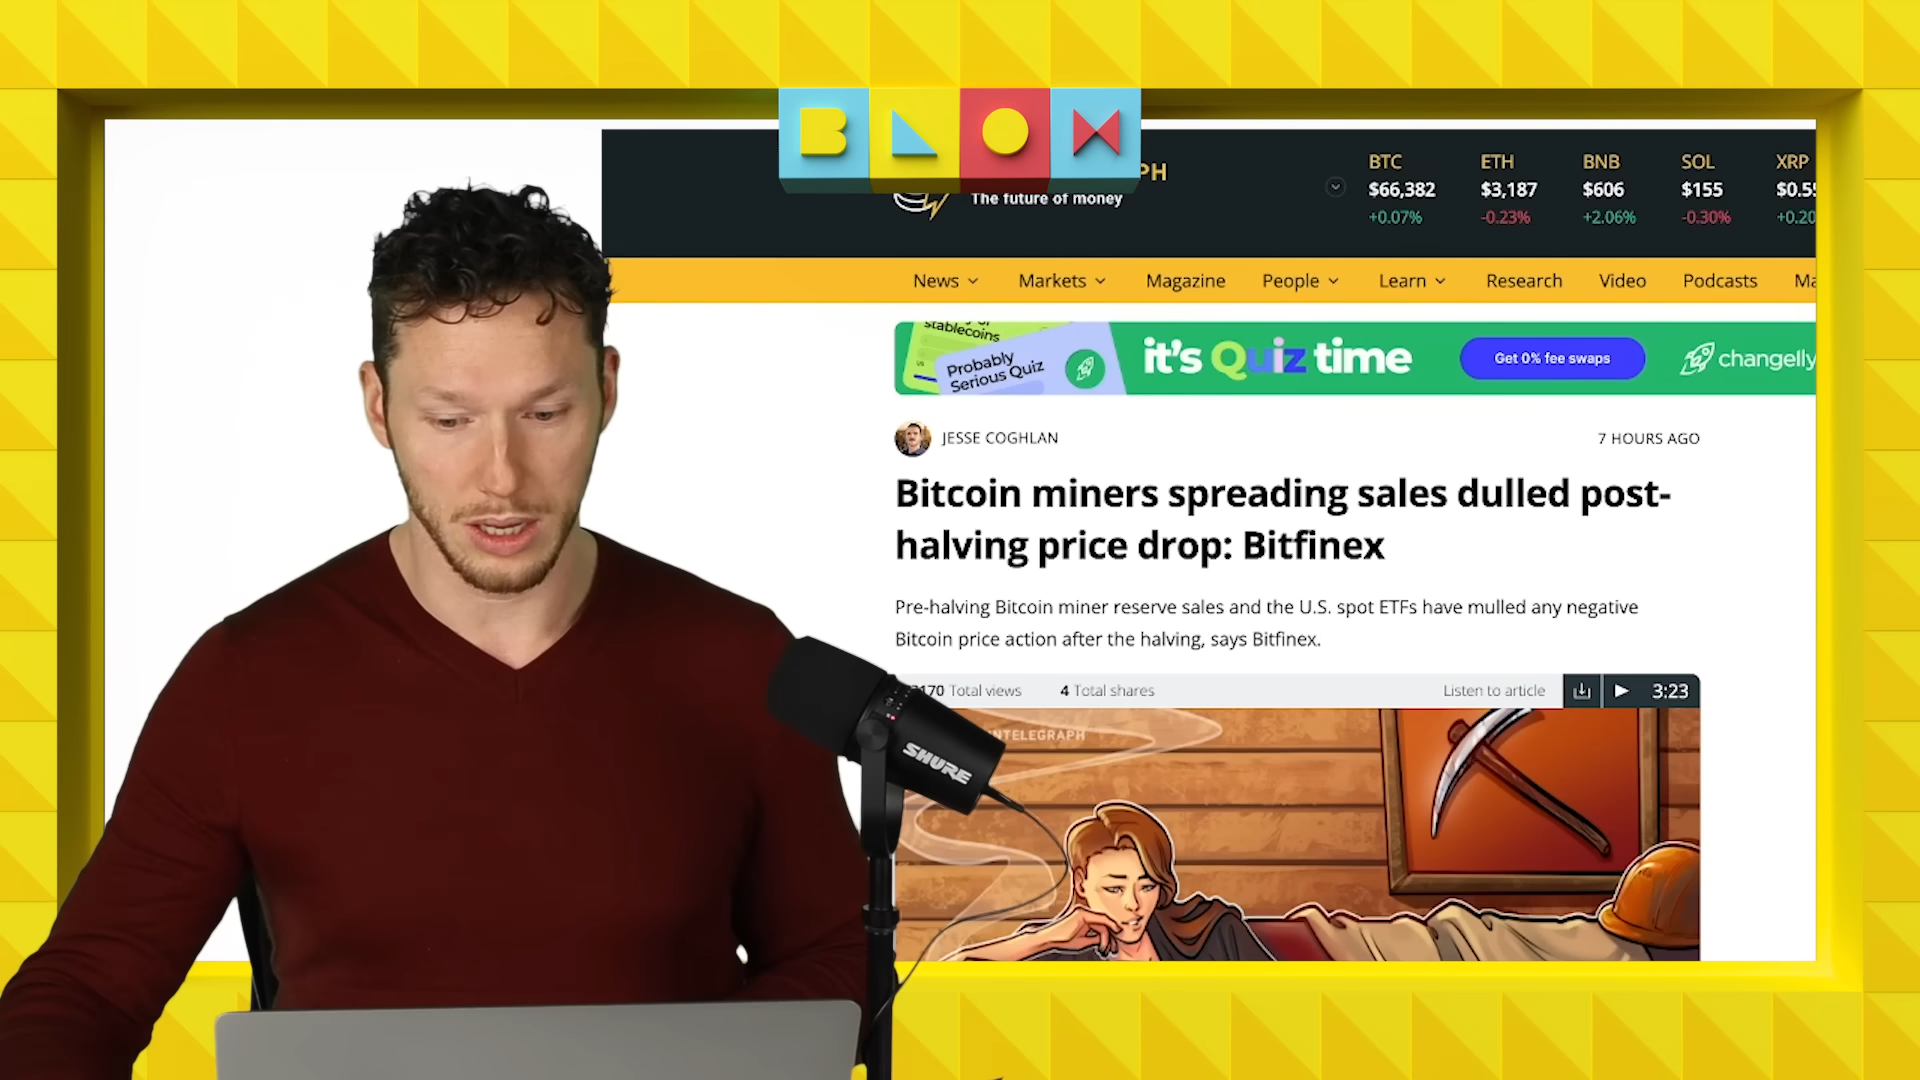 BLOX
PH
The future of money
BTC ETH BNB SOL XRP
$66,382 $3,187 $606 $155
+0.07% -0.23% +2.06% -0.30%
News Markets Magazine People Learn Research Video Podcasts
stablecoins
Probably
Serious Quiz
it's Quiz time
Get 0% fee swaps
changelly
JESSE COGHLAN
7 HOURS AGO
Bitcoin miners spreading sales dulled post-
halving price drop: Bitfinex
Pre-halving Bitcoin miner reserve sales and the U.S. spot ETFs have mulled any negative
Bitcoin price action after the halving, says Bitfinex.
Total views 4 Total shares Listen to article 3:23
NTELEGRAPH
SHURE